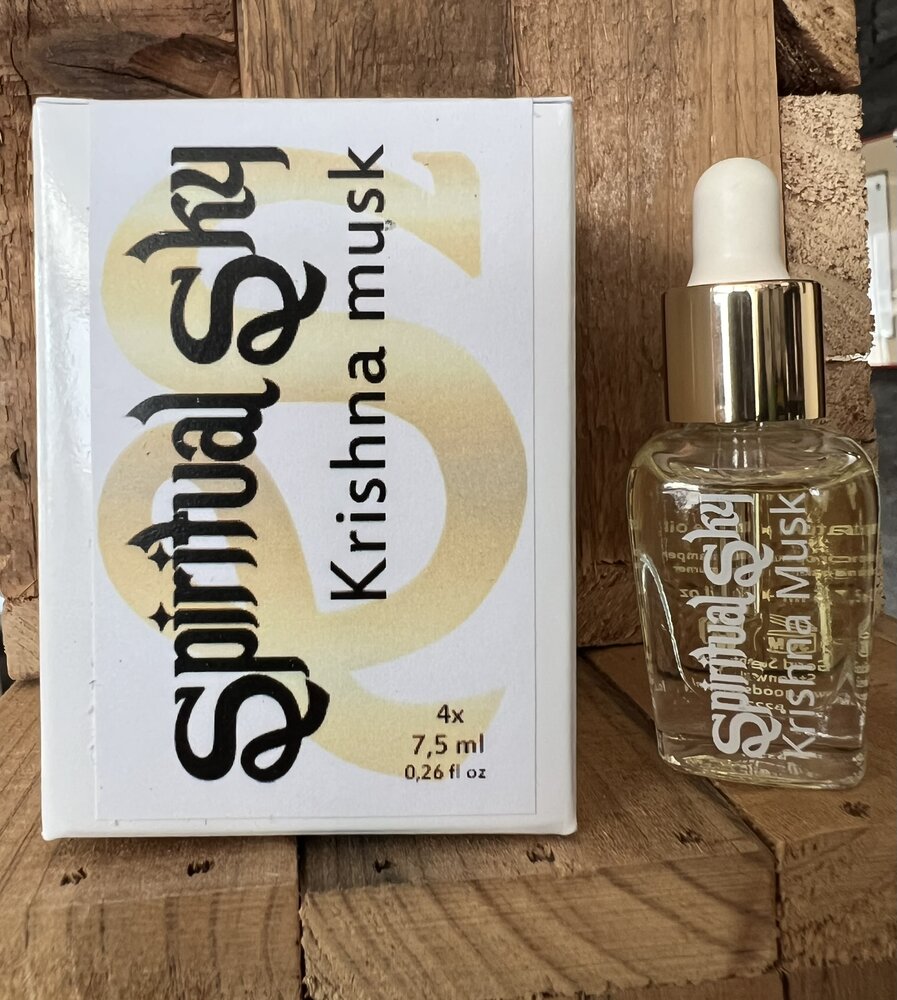 Spiritual Sky
Krishna musk
4x
7,5 ml
0,26 fl oz
Spiritual Sky
Krishna Musk